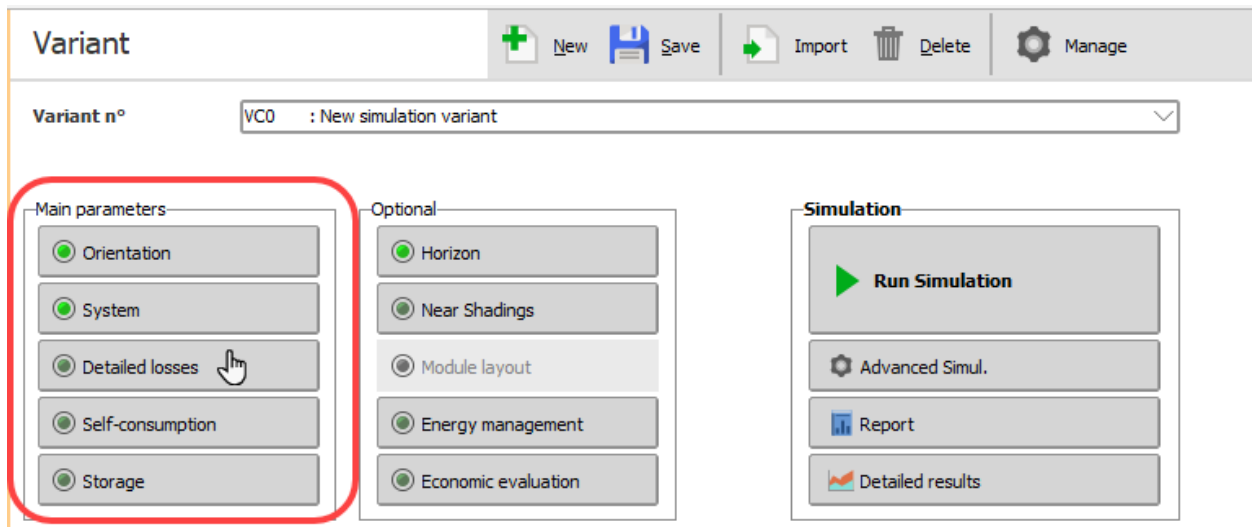 Variant
New Save Import Delete Manage
Variant n° VC0 : New simulation variant
Main parameters
Orientation
System
Detailed losses
Self-consumption
Storage
Optional
Horizon
Near Shadings
Module layout
Energy management
Economic evaluation
Simulation
Run Simulation
Advanced Simul.
Report
Detailed results